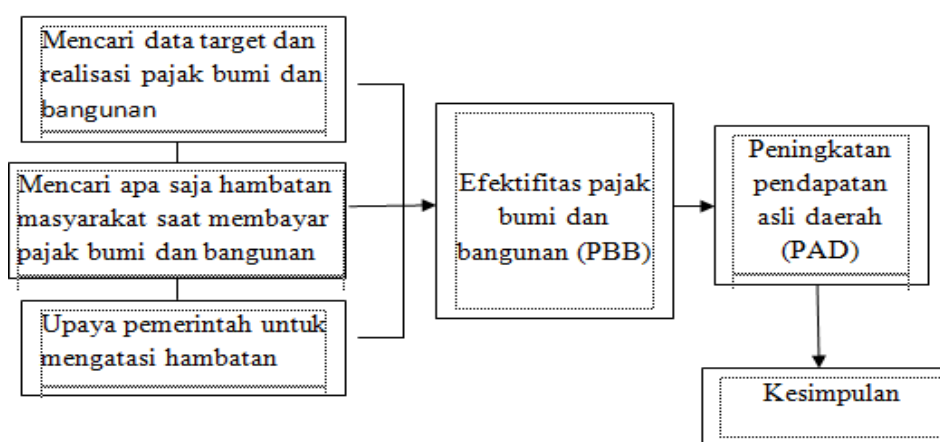 Mencari data target dan
realisasi pajak bumi dan
bangunan
Mencari apa saja hambatan
masyarakat saat membayar
pajak bumi dan bangunan
Upaya pemerintah untuk
mengatasi hambatan
Efektifitas pajak
bumi dan
bangunan (PBB)
Peningkatan
pendapatan
asli daerah
(PAD)
Kesimpulan